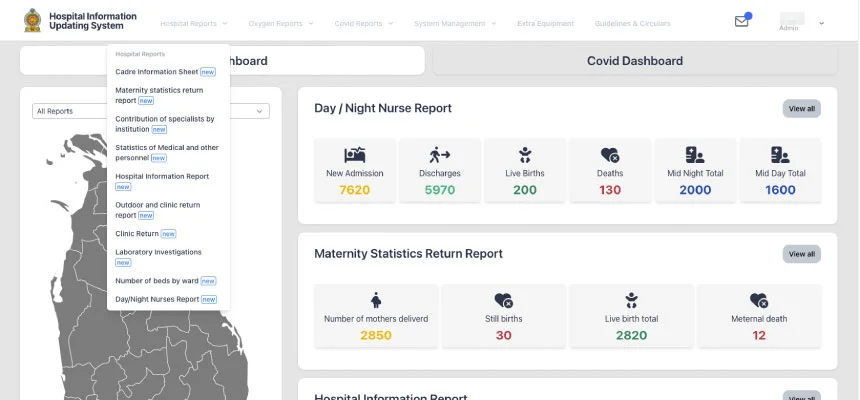 Hospital Information
Updating System
Hospital Reports
Oxygen Reports
Covid Reports
System Management
Extra Equipment
Guidelines & Circulars
Admin
Hospital Reports
Cadre Information Sheet new
Maternity statistics return
report new
Contribution of specialists by
institution new
Statistics of Medical and other
personnel new
Hospital Information Report
new
Outdoor and clinic return
report new
Clinic Return new
Laboratory Investigations
new
Number of beds by ward new
Day/Night Nurses Report new
hboard
Covid Dashboard
All Reports
Day / Night Nurse Report
View all
New Admission
7620
Discharges
5970
Live Births
200
Deaths
130
Mid Night Total
2000
Mid Day Total
1600
Maternity Statistics Return Report
View all
Number of mothers deliverd
2850
Still births
30
Live birth total
2820
Meternal death
12
Hospital Information Report
View all